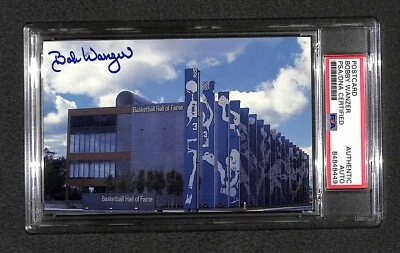 Bob Wanzer
Basketball Hall of Fame
Basketball Hall of Fame
POSTCARD
BOBBY WANZER
PSA/DNA CERTIFIED
PSA
AUTHENTIC
AUTO
84848449